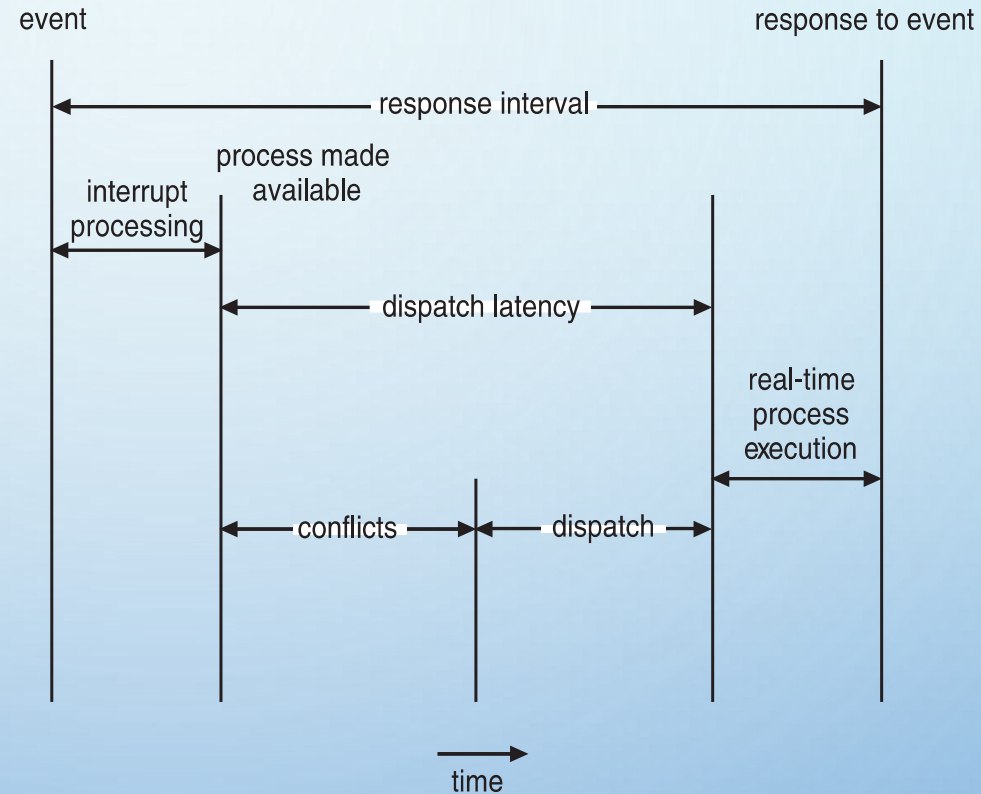 event
response to event
response interval
process made
available
interrupt
processing
dispatch latency
real-time
process
execution
conflicts
dispatch
time